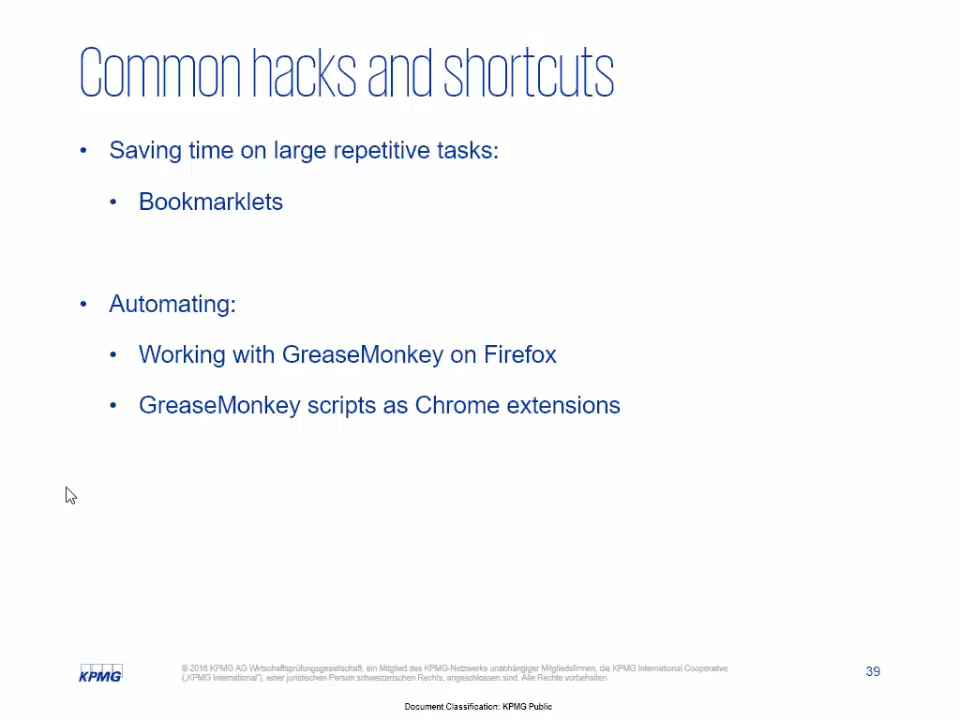 Common hacks and shortcuts
• Saving time on large repetitive tasks:
• Bookmarklets
• Automating:
• Working with GreaseMonkey on Firefox
• GreaseMonkey scripts as Chrome extensions
KPMG
© 2016 KPMG AG Wirtschaftsprüfungsgesellschaft, ein Mitglied des KPMG-Netzwerks unabhängiger Mitgliedsfirmen, die KPMG International Cooperative
(„KPMG International"), einer juristischen Person schweizerischen Rechts, angeschlossen sind. Alle Rechte vorbehalten.
39
Document Classification: KPMG Public